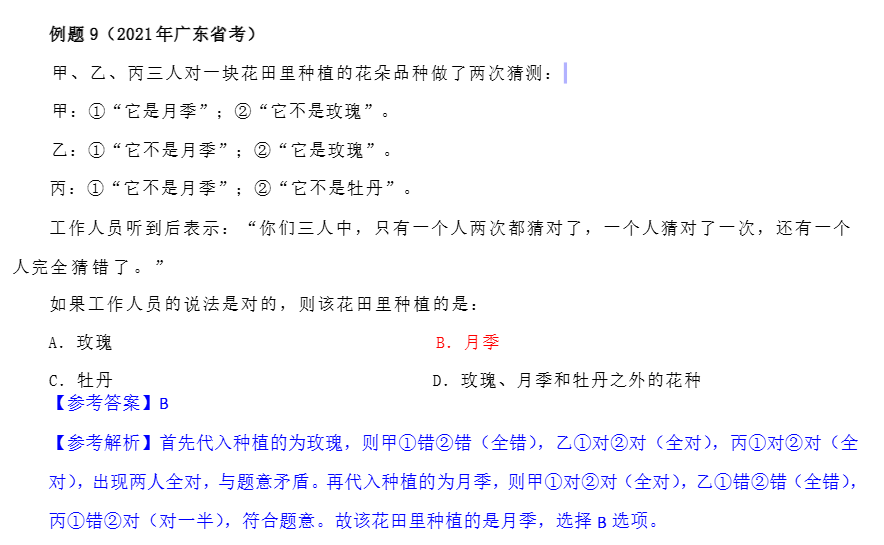 例题 9（2021 年广东省考）
甲、乙、丙三人对一块花田里种植的花朵品种做了两次猜测：
甲：①“它是月季”；②“它不是玫瑰”。
乙：①“它不是月季”；②“它是玫瑰”。
丙：①“它不是月季”；②“它不是牡丹”。
工作人员听到后表示：“你们三人中，只有一个人两次都猜对了，一个人猜对了一次，还有一个
人完全猜错了。”
如果工作人员的说法是对的，则该花田里种植的是：
A. 玫瑰 B. 月季
C. 牡丹 D. 玫瑰、月季和牡丹之外的花种
【参考答案】B
【参考解析】首先代入种植的为玫瑰，则甲①错②错（全错），乙①对②对（全对），丙①对②对（全
对），出现两人全对，与题意矛盾。再代入种植的为月季，则甲①对②对（全对），乙①错②错（全错），
丙①错②对（对一半），符合题意。故该花田里种植的是月季，选择 B 选项。